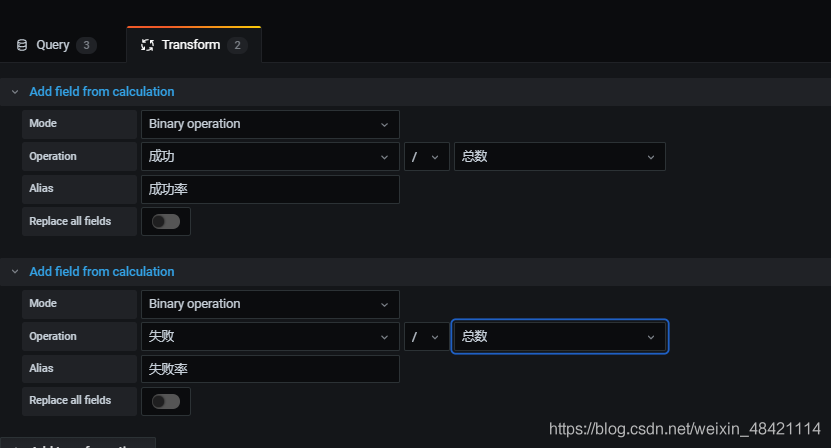 Query 3 Transform 2
Add field from calculation
Mode Binary operation
Operation 成功 / 总数
Alias 成功率
Replace all fields
Add field from calculation
Mode Binary operation
Operation 失败 / 总数
Alias 失败率
Replace all fields
https://blog.csdn.net/weixin_48421114